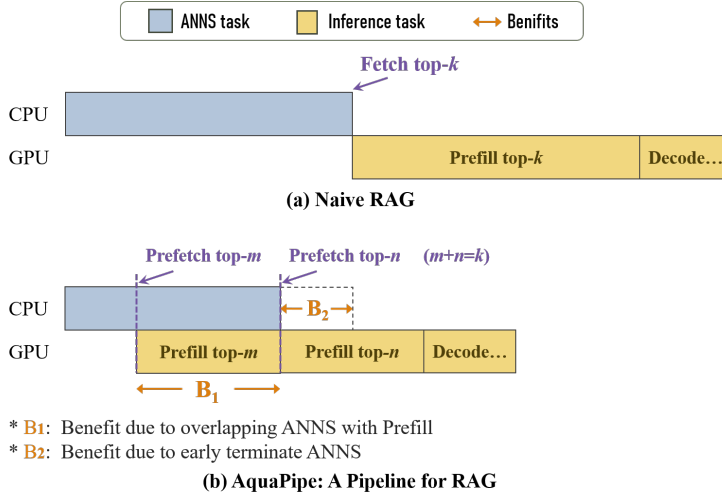 ANNS task Inference task Benifits
Fetch top-k
CPU
GPU Prefill top-k Decode…
(a) Naive RAG
Prefetch top-m Prefetch top-n (m+n=k)
CPU B2
GPU Prefill top-m Prefill top-n Decode…
B1
* B1: Benefit due to overlapping ANNS with Prefill
* B2: Benefit due to early terminate ANNS
(b) AquaPipe: A Pipeline for RAG